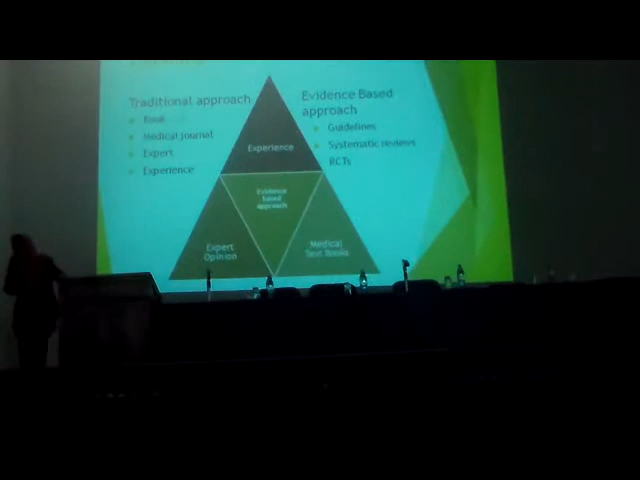 Traditional approach
Book
Medical journal
Expert
Experience
Evidence Based
approach
Guidelines
Systematic reviews
RCTs
Experience
Evidence
based
approach
Expert
Opinion
Medical
Text Books